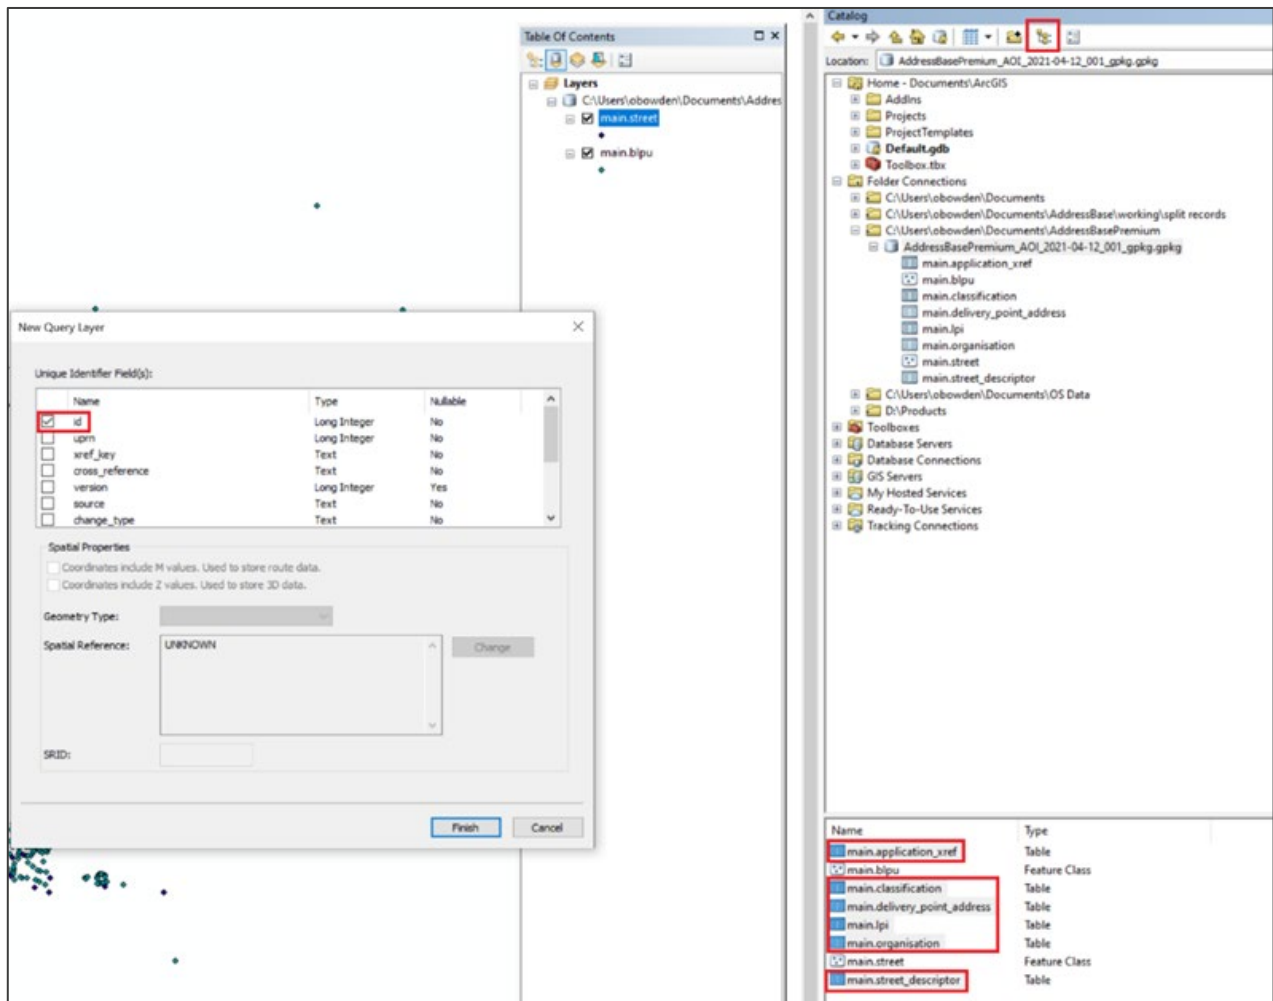 Table Of Contents
Layers
C:\Users\obowden\Documents\Addres
main.street
main.blpu
New Query Layer
Unique Identifier Field(s):
Name Type Nullable
id Long Integer No
uprn Long Integer No
xref_key Text No
cross_reference Text No
version Long Integer Yes
source Text No
change_type Text No
Spatial Properties
Coordinates include M values. Used to store route data.
Coordinates include Z values. Used to store 3D data.
Geometry Type:
Spatial Reference: UNKNOWN
Change
SRID:
Finish Cancel
Catalog
Location: AddressBasePremium_AOI_2021-04-12_001_gpkg.gpkg
Home - Documents\ArcGIS
AddIns
Projects
ProjectTemplates
Default.gdb
Toolbox.tbx
Folder Connections
C:\Users\obowden\Documents
C:\Users\obowden\Documents\AddressBase\working\split records
C:\Users\obowden\Documents\AddressBasePremium
AddressBasePremium_AOI_2021-04-12_001_gpkg.gpkg
main.application_xref
main.blpu
main.classification
main.delivery_point_address
main.lpi
main.organisation
main.street
main.street_descriptor
C:\Users\obowden\Documents\OS Data
D:\Products
Toolboxes
Database Servers
Database Connections
GIS Servers
My Hosted Services
Ready-To-Use Services
Tracking Connections
Name Type
main.application_xref Table
main.blpu Feature Class
main.classification Table
main.delivery_point_address Table
main.lpi Table
main.organisation Table
main.street Feature Class
main.street_descriptor Table